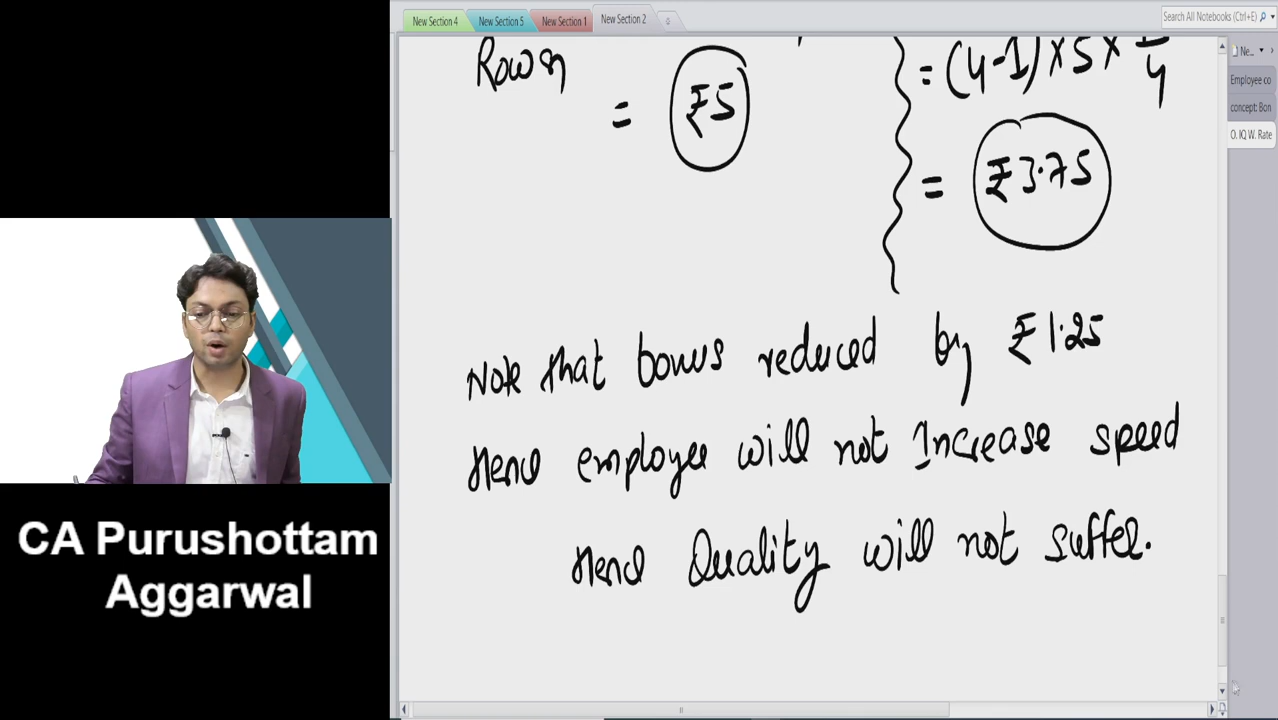 New Section 4
New Section 5
New Section 1
New Section 2
Search All Notebooks (Ctrl+E)
Ne...
Employee co
concept: Bon
O. IQ W. Rate
Rowan
= ₹5
= (4-1) × 5 ×
4
= ₹3.75
Note that bonus reduced by ₹1.25
Hence employee will not Increase speed
Hence Quality will not suffer.
CA Purushottam
Aggarwal